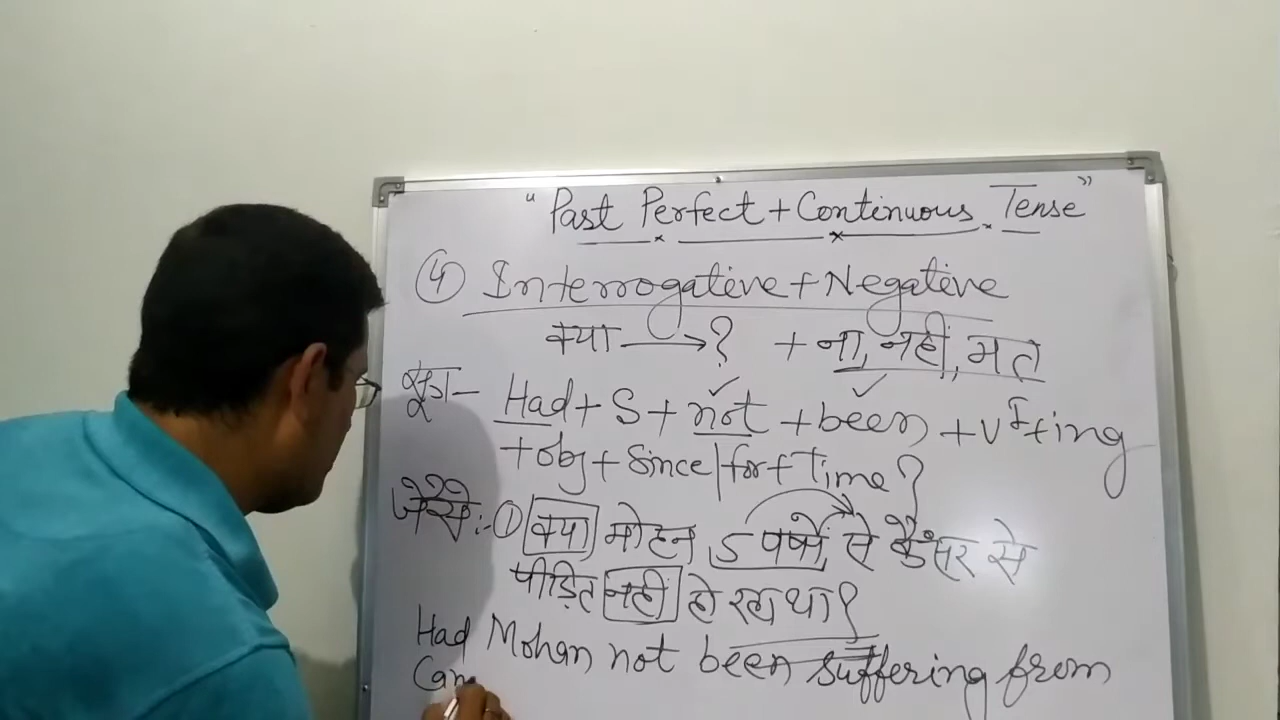 "Past Perfect + Continuous Tense"
④ Interrogative + Negative
क्या → ? + ना, नहीं, मत
सूत्र - Had + S + not + been + V^I + ing
+ obj + Since/for + Time?
जैसे:- ① क्या मोहन 5 वर्षों से कैंसर से
पीड़ित नहीं हो रहा था?
Had Mohan not been suffering from
Can